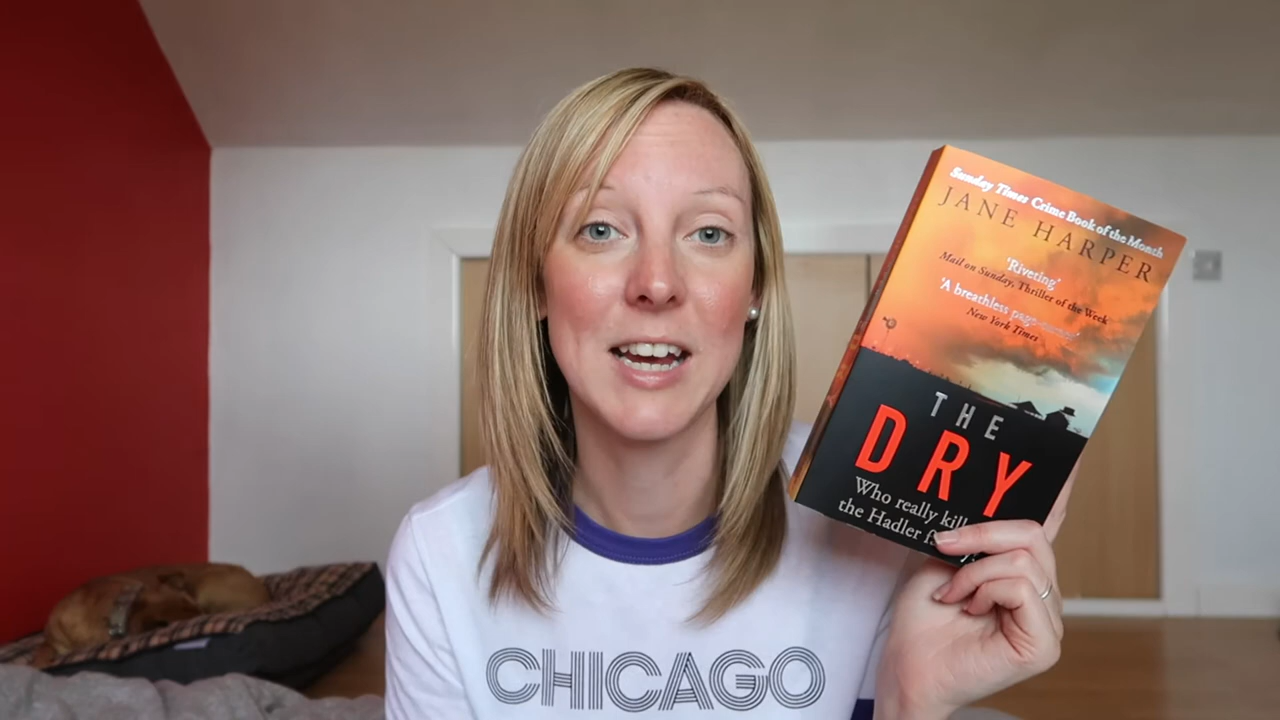 Sunday Times Crime Book of the Month
JANE HARPER
'Riveting'
Mail on Sunday, Thriller of the Week
'A breathless page-turner'
New York Times
THE
DRY
Who really kill
the Hadler f
CHICAGO